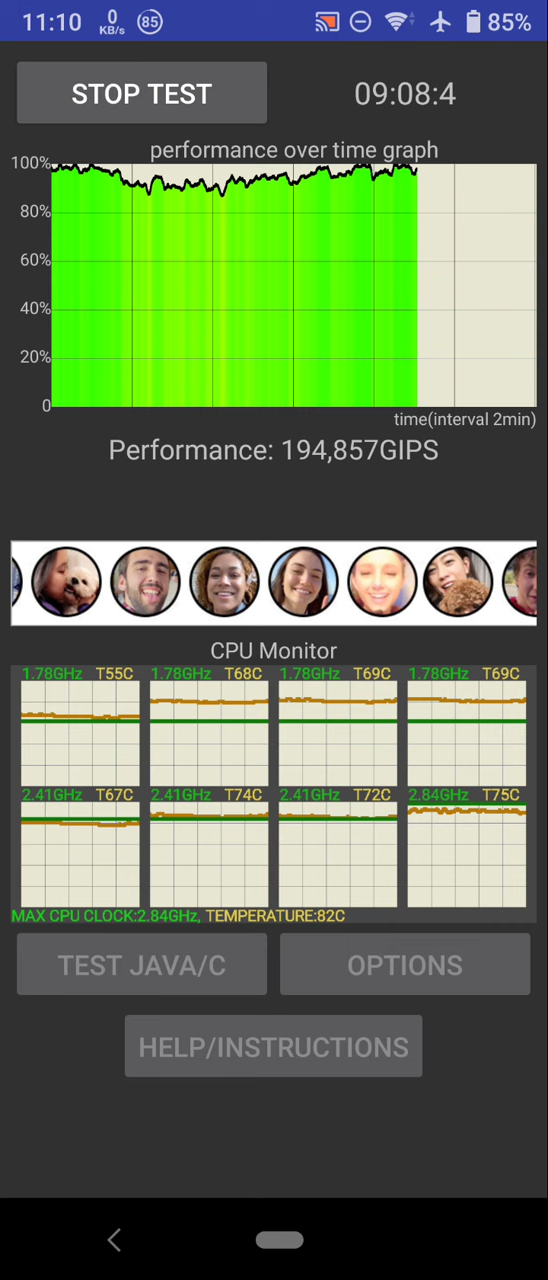 11:10 0 KB/s 85 85%
STOP TEST 09:08:4
performance over time graph
100%
80%
60%
40%
20%
0
time(interval 2min)
Performance: 194,857GIPS
CPU Monitor
1.78GHz T55C 1.78GHz T68C 1.78GHz T69C 1.78GHz T69C
2.41GHz T67C 2.41GHz T74C 2.41GHz T72C 2.84GHz T75C
MAX CPU CLOCK:2.84GHz, TEMPERATURE:82C
TEST JAVA/C OPTIONS
HELP/INSTRUCTIONS